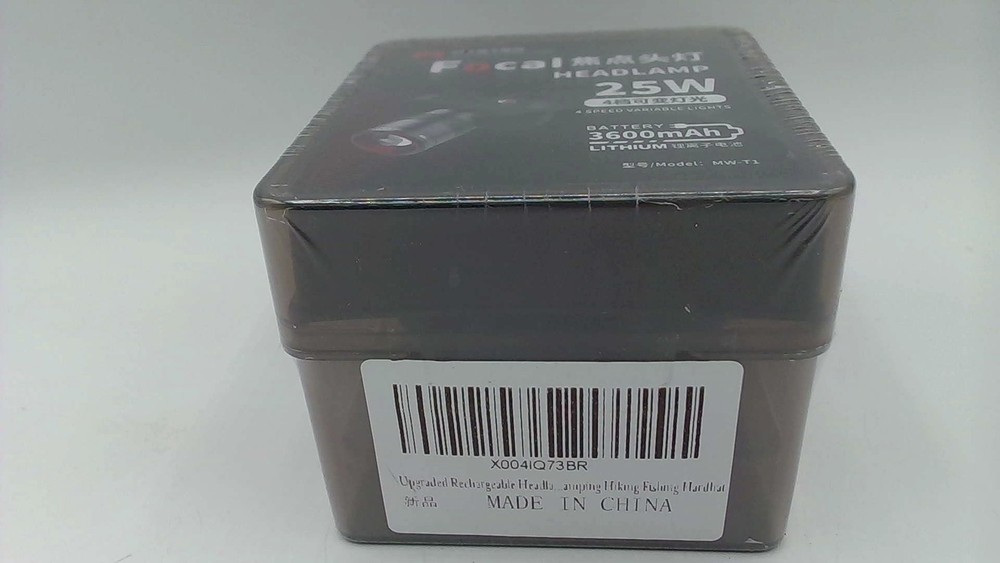 Focal 焦点头灯
HEADLAMP
25W
4档可变灯光
4 SPEED VARIABLE LIGHTS
BATTERY
3600mAh
LITHIUM 锂离子电池
型号/Model: MW-T1
X004IQ73BR
Upgraded Rechargeable Headla...amping Hiking Fishing Hardhat
新品 MADE IN CHINA